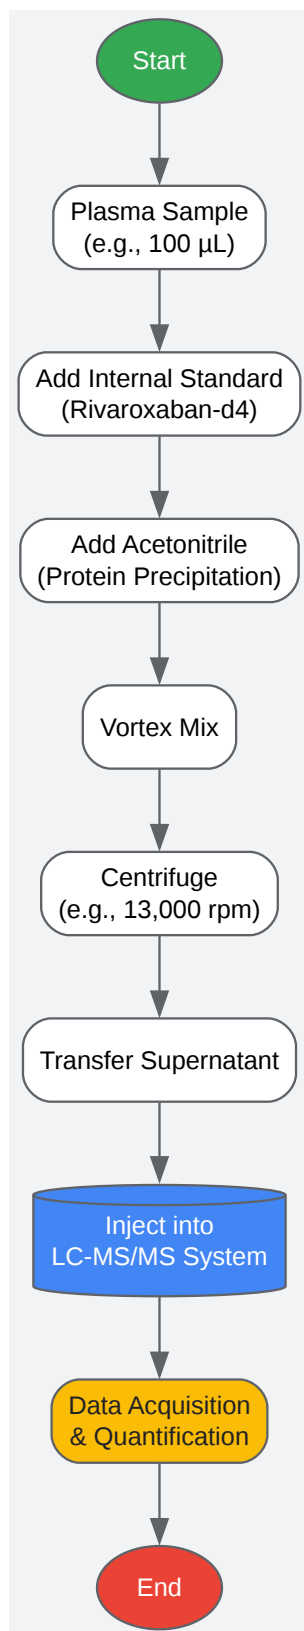 Start
Plasma Sample
(e.g., 100 µL)
Add Internal Standard
(Rivaroxaban-d4)
Add Acetonitrile
(Protein Precipitation)
Vortex Mix
Centrifuge
(e.g., 13,000 rpm)
Transfer Supernatant
Inject into
LC-MS/MS System
Data Acquisition
& Quantification
End